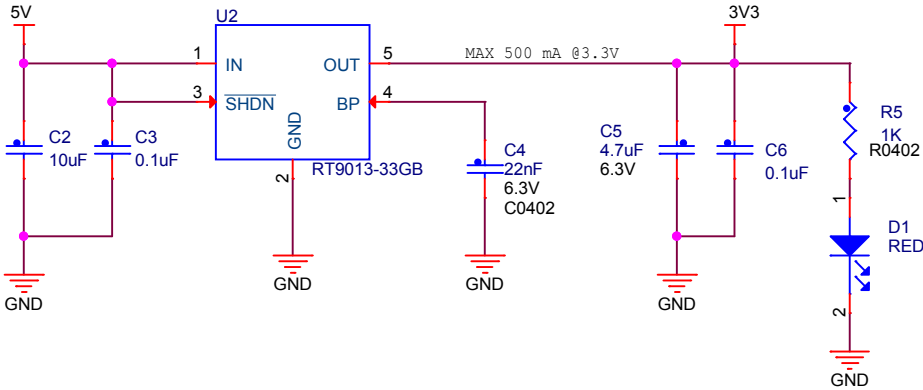 5V
U2
3V3
1
IN
OUT
5
MAX 500 mA @3.3V
3
SHDN
BP
4
GND
2
RT9013-33GB
C2
10uF
C3
0.1uF
C4
22nF
6.3V
C0402
C5
4.7uF
6.3V
C6
0.1uF
R5
1K
R0402
1
D1
RED
2
GND
GND
GND
GND
GND